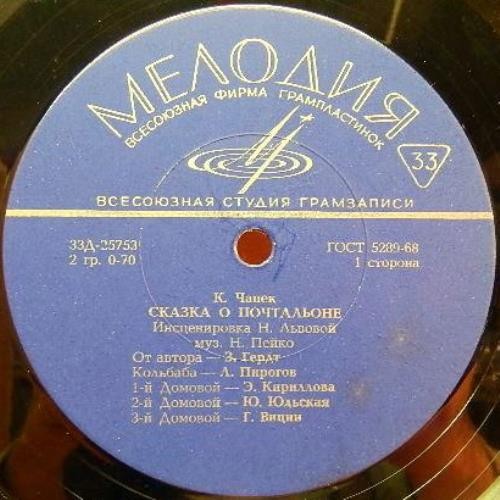 МЕЛОДИЯ
ВСЕСОЮЗНАЯ ФИРМА ГРАМПЛАСТИНОК
33
ВСЕСОЮЗНАЯ СТУДИЯ ГРАМЗАПИСИ
33Д-25753
ГОСТ 5289-68
2 гр. 0-70
1 сторона
К. Чапек
СКАЗКА О ПОЧТАЛЬОНЕ
Инсценировка Н. Львовой
муз. Н. Пейко
От автора — З. Гердт
Кольбаба — Л. Пирогов
1-й Домовой — Э. Кириллова
2-й Домовой — Ю. Юльская
3-й Домовой — Г. Вицин